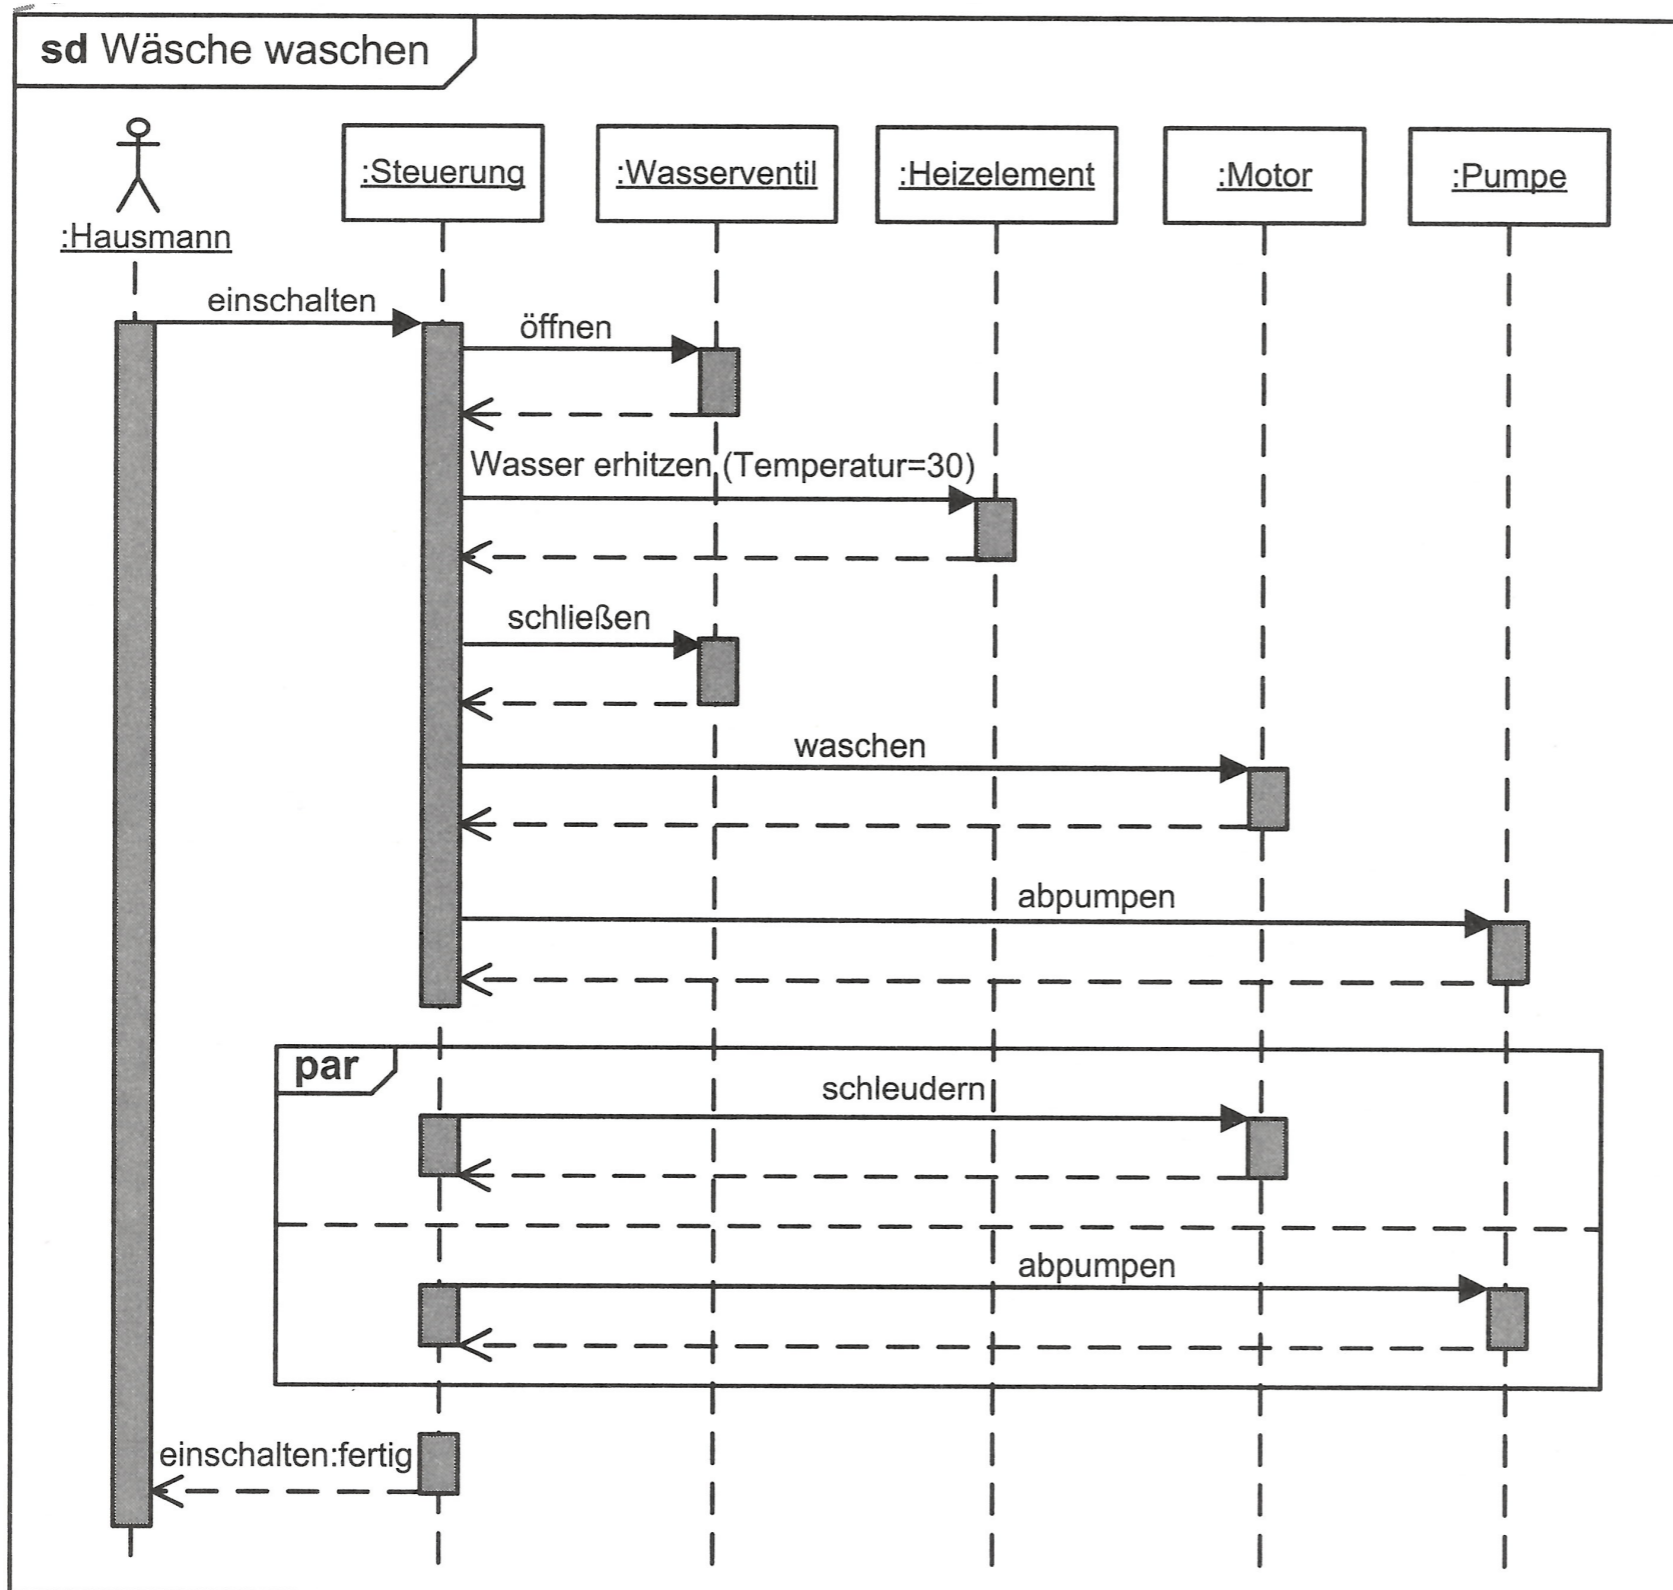 sd Wäsche waschen
:Hausmann
:Steuerung
:Wasserventil
:Heizelement
:Motor
:Pumpe
einschalten
öffnen
Wasser erhitzen (Temperatur=30)
schließen
waschen
abpumpen
par
schleudern
abpumpen
einschalten:fertig